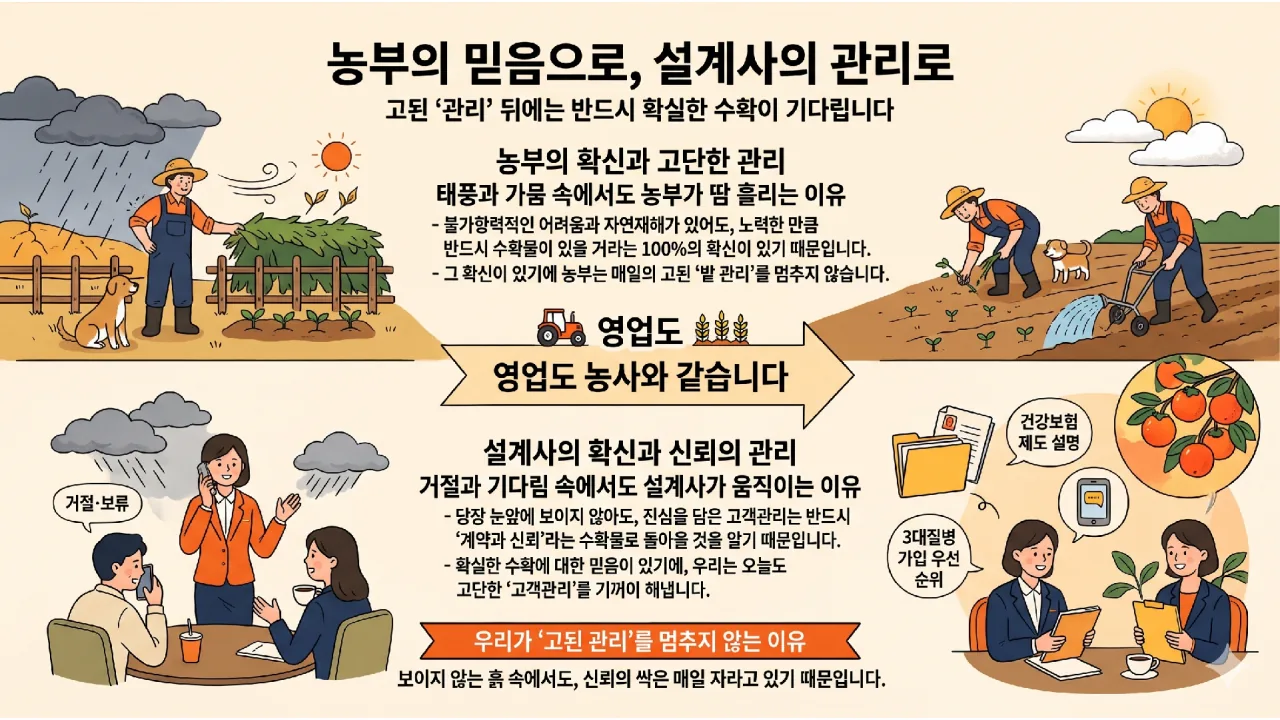 농부의 믿음으로, 설계사의 관리로
고된 ‘관리’ 뒤에는 반드시 확실한 수확이 기다립니다
농부의 확신과 고단한 관리
태풍과 가뭄 속에서도 농부가 땀 흘리는 이유
- 불가항력적인 어려움과 자연재해가 있어도, 노력한 만큼
반드시 수확물이 있을 거라는 100%의 확신이 있기 때문입니다.
- 그 확신이 있기에 농부는 매일의 고된 ‘밭 관리’를 멈추지 않습니다.
영업도
영업도 농사와 같습니다
설계사의 확신과 신뢰의 관리
거절과 기다림 속에서도 설계사가 움직이는 이유
- 당장 눈앞에 보이지 않아도, 진심을 담은 고객관리는 반드시
‘계약과 신뢰’라는 수확물로 돌아올 것을 알기 때문입니다.
- 확실한 수확에 대한 믿음이 있기에, 우리는 오늘도
고단한 ‘고객관리’를 기꺼이 해냅니다.
거절·보류
건강보험
제도 설명
3대질병
가입 우선
순위
우리가 ‘고된 관리’를 멈추지 않는 이유
보이지 않는 흙 속에서도, 신뢰의 싹은 매일 자라고 있기 때문입니다.